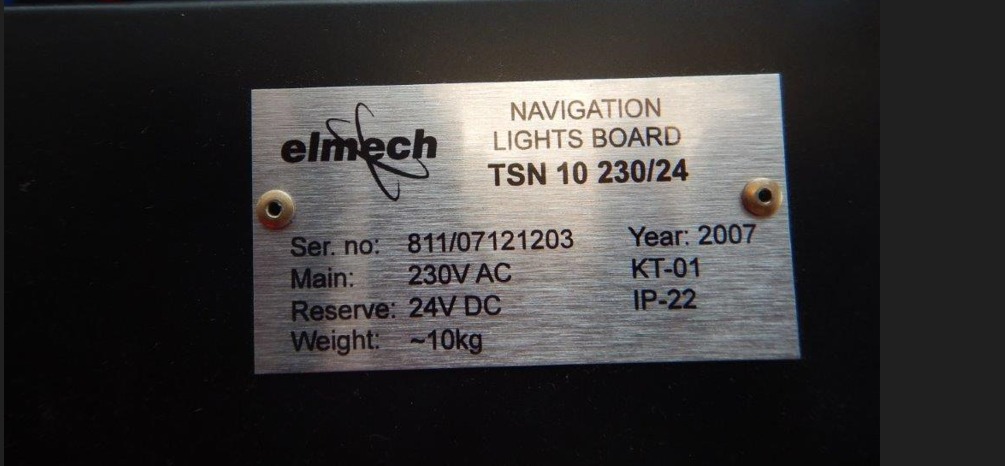 elmech
NAVIGATION
LIGHTS BOARD
TSN 10 230/24
Ser. no: 811/07121203 Year: 2007
Main: 230V AC KT-01
Reserve: 24V DC IP-22
Weight: ~10kg